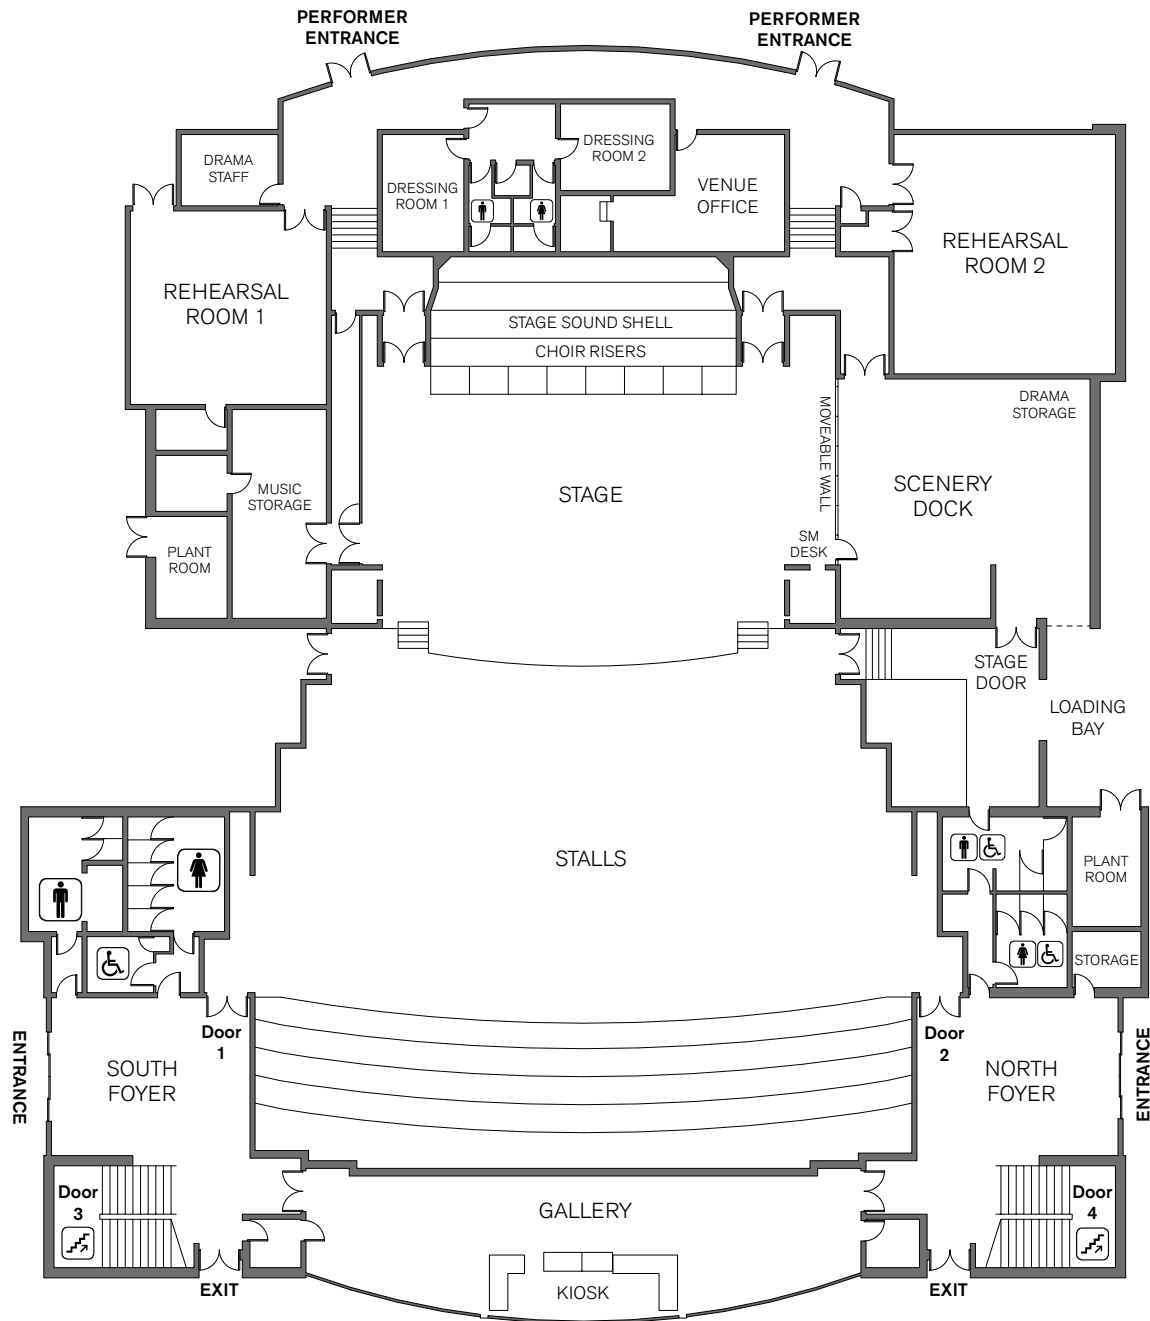 PERFORMER
ENTRANCE
PERFORMER
ENTRANCE
DRAMA
STAFF
DRESSING
ROOM 1
DRESSING
ROOM 2
VENUE
OFFICE
REHEARSAL
ROOM 1
REHEARSAL
ROOM 2
STAGE SOUND SHELL
CHOIR RISERS
DRAMA
STORAGE
MOVEABLE WALL
MUSIC
STORAGE
STAGE
SCENERY
DOCK
PLANT
ROOM
SM
DESK
STAGE
DOOR
LOADING
BAY
STALLS
PLANT
ROOM
STORAGE
ENTRANCE
SOUTH
FOYER
Door
1
Door
2
NORTH
FOYER
ENTRANCE
Door
3
Door
4
GALLERY
EXIT
KIOSK
EXIT